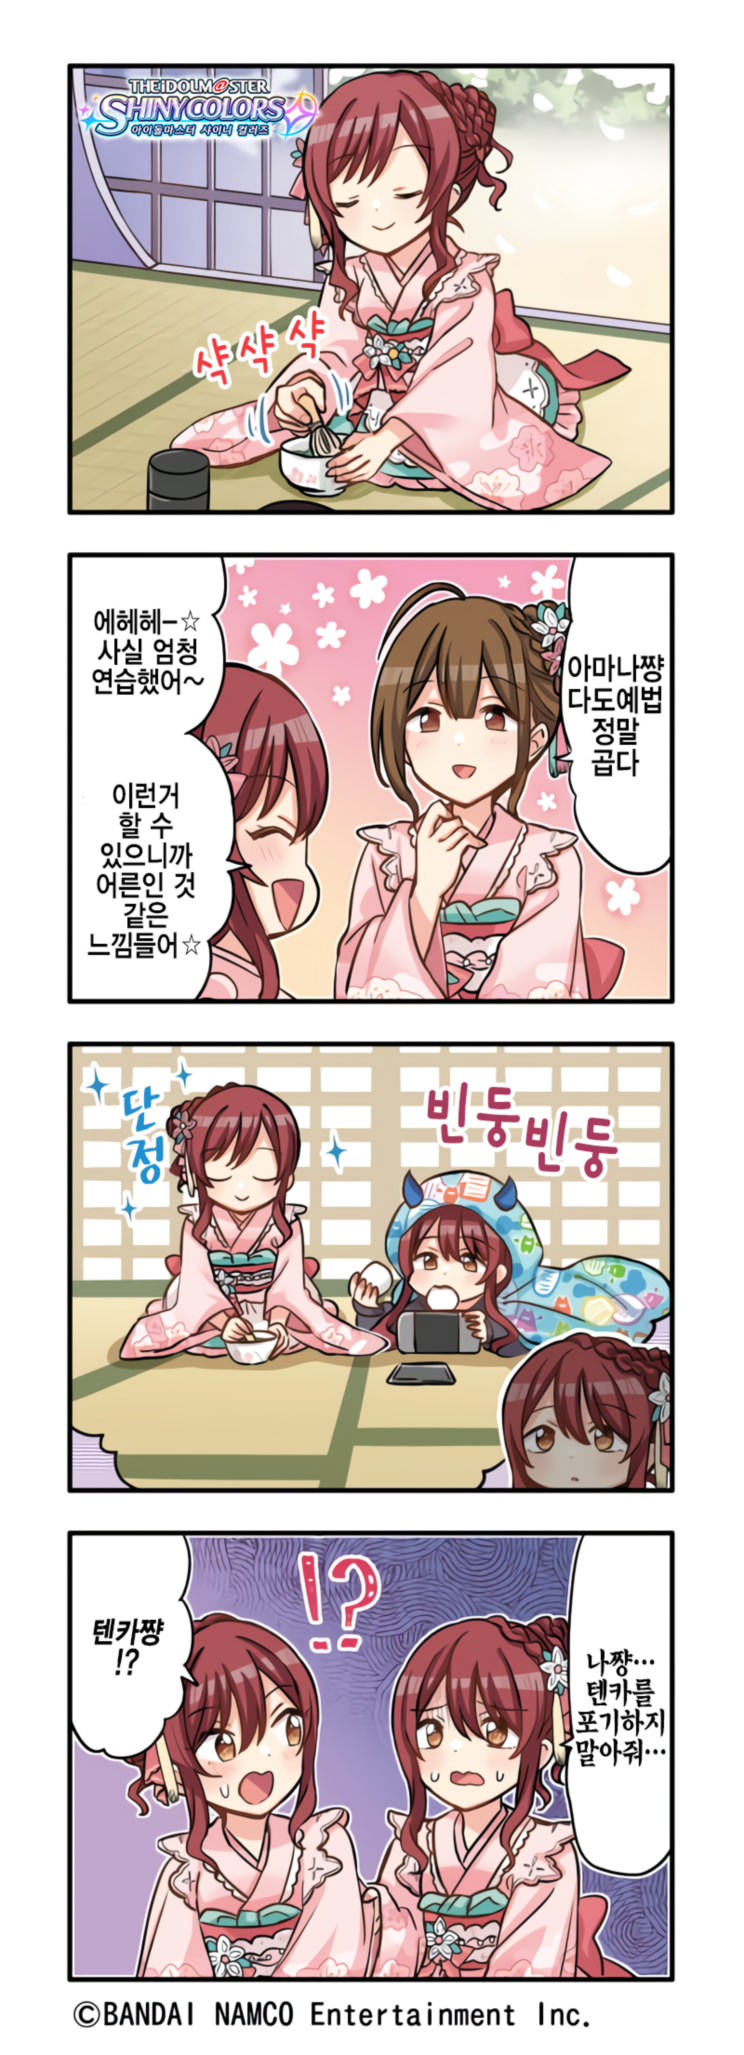 THE iDOLM@STER
SHINYCOLORS
아이돌마스터 샤이니 컬러즈
샥 샥 샥
아마나쨩
다도예법
정말
곱다
에헤헤-☆
사실 엄청
연습했어~
이런거
할 수
있으니까
어른인 것
같은
느낌들어☆
단정
빈둥빈둥
!?
나쨩…
텐카를
포기하지
말아줘…
텐카쨩
!?
©BANDAI NAMCO Entertainment Inc.